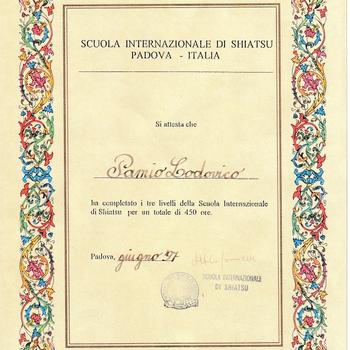 SCUOLA INTERNAZIONALE DI SHIATSU
PADOVA - ITALIA
Si attesta che
Pamio Lodovico
ha completato i tre livelli della Scuola Internazionale
di Shiatsu per un totale di 450 ore.
Padova, giugno 97
SCUOLA INTERNAZIONALE
DI SHIATSU